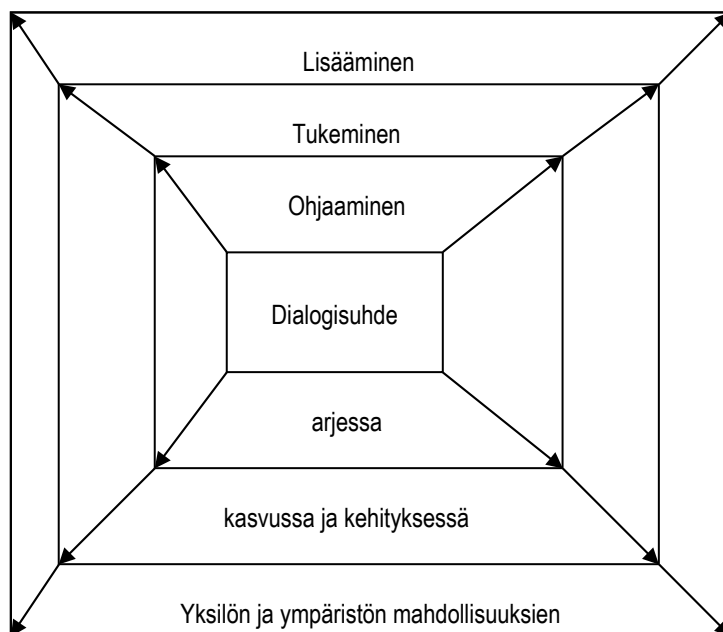 Lisääminen
Tukeminen
Ohjaaminen
Dialogisuhde
arjessa
kasvussa ja kehityksessä
Yksilön ja ympäristön mahdollisuuksien